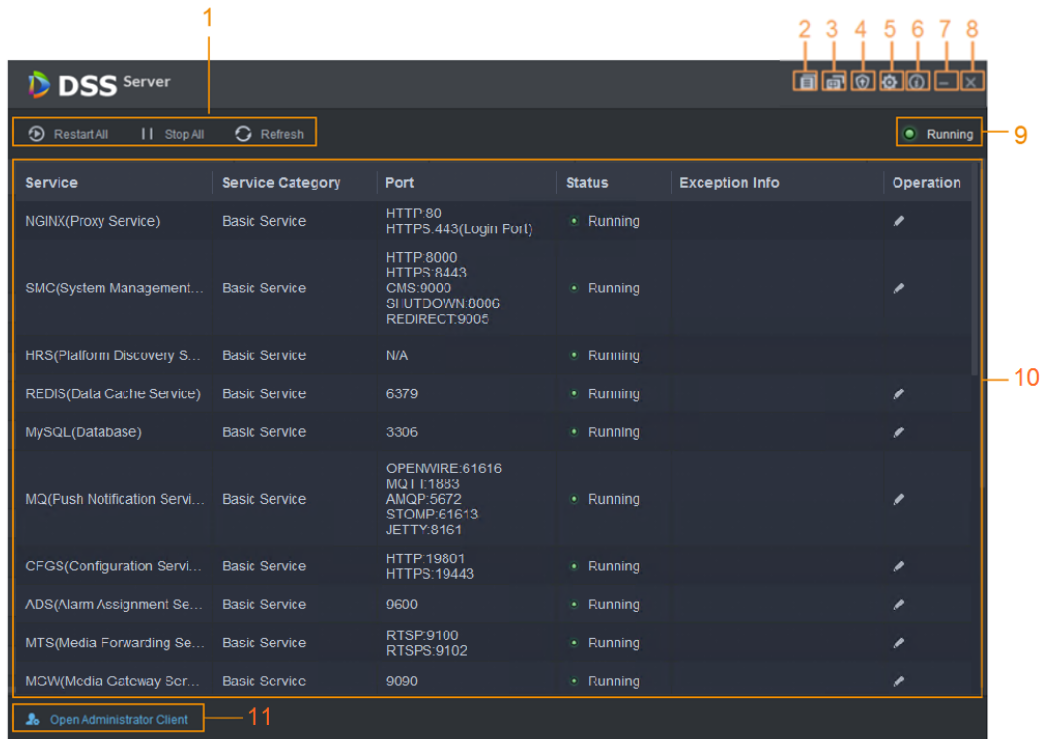 1
2 3 4 5 6 7 8
DSS Server
Restart All Stop All Refresh
Running
9
Service Service Category Port Status Exception Info Operation
NGINX(Proxy Service) Basic Service HTTP:80 Running
HTTPS:443(Login Port)
HTTP:8000
HTTPS:8443
SMC(System Management... Basic Service CMS:9000 Running
SHUTDOWN:8006
REDIRECT:9005
HRS(Platform Discovery S... Basic Service N/A Running
10
REDIS(Data Cache Service) Basic Service 6379 Running
MySQL(Database) Basic Service 3306 Running
OPENWIRE:61616
MQTT:1883
MQ(Push Notification Servi... Basic Service AMQP:5672 Running
STOMP:61613
JETTY:8161
CFGS(Configuration Servi... Basic Service HTTP:19801 Running
HTTPS:19443
ADS(Alarm Assignment Se... Basic Service 9600 Running
MTS(Media Forwarding Se... Basic Service RTSP:9100 Running
RTSPS:9102
MGW(Media Gateway Ser... Basic Service 9090 Running
Open Administrator Client
11